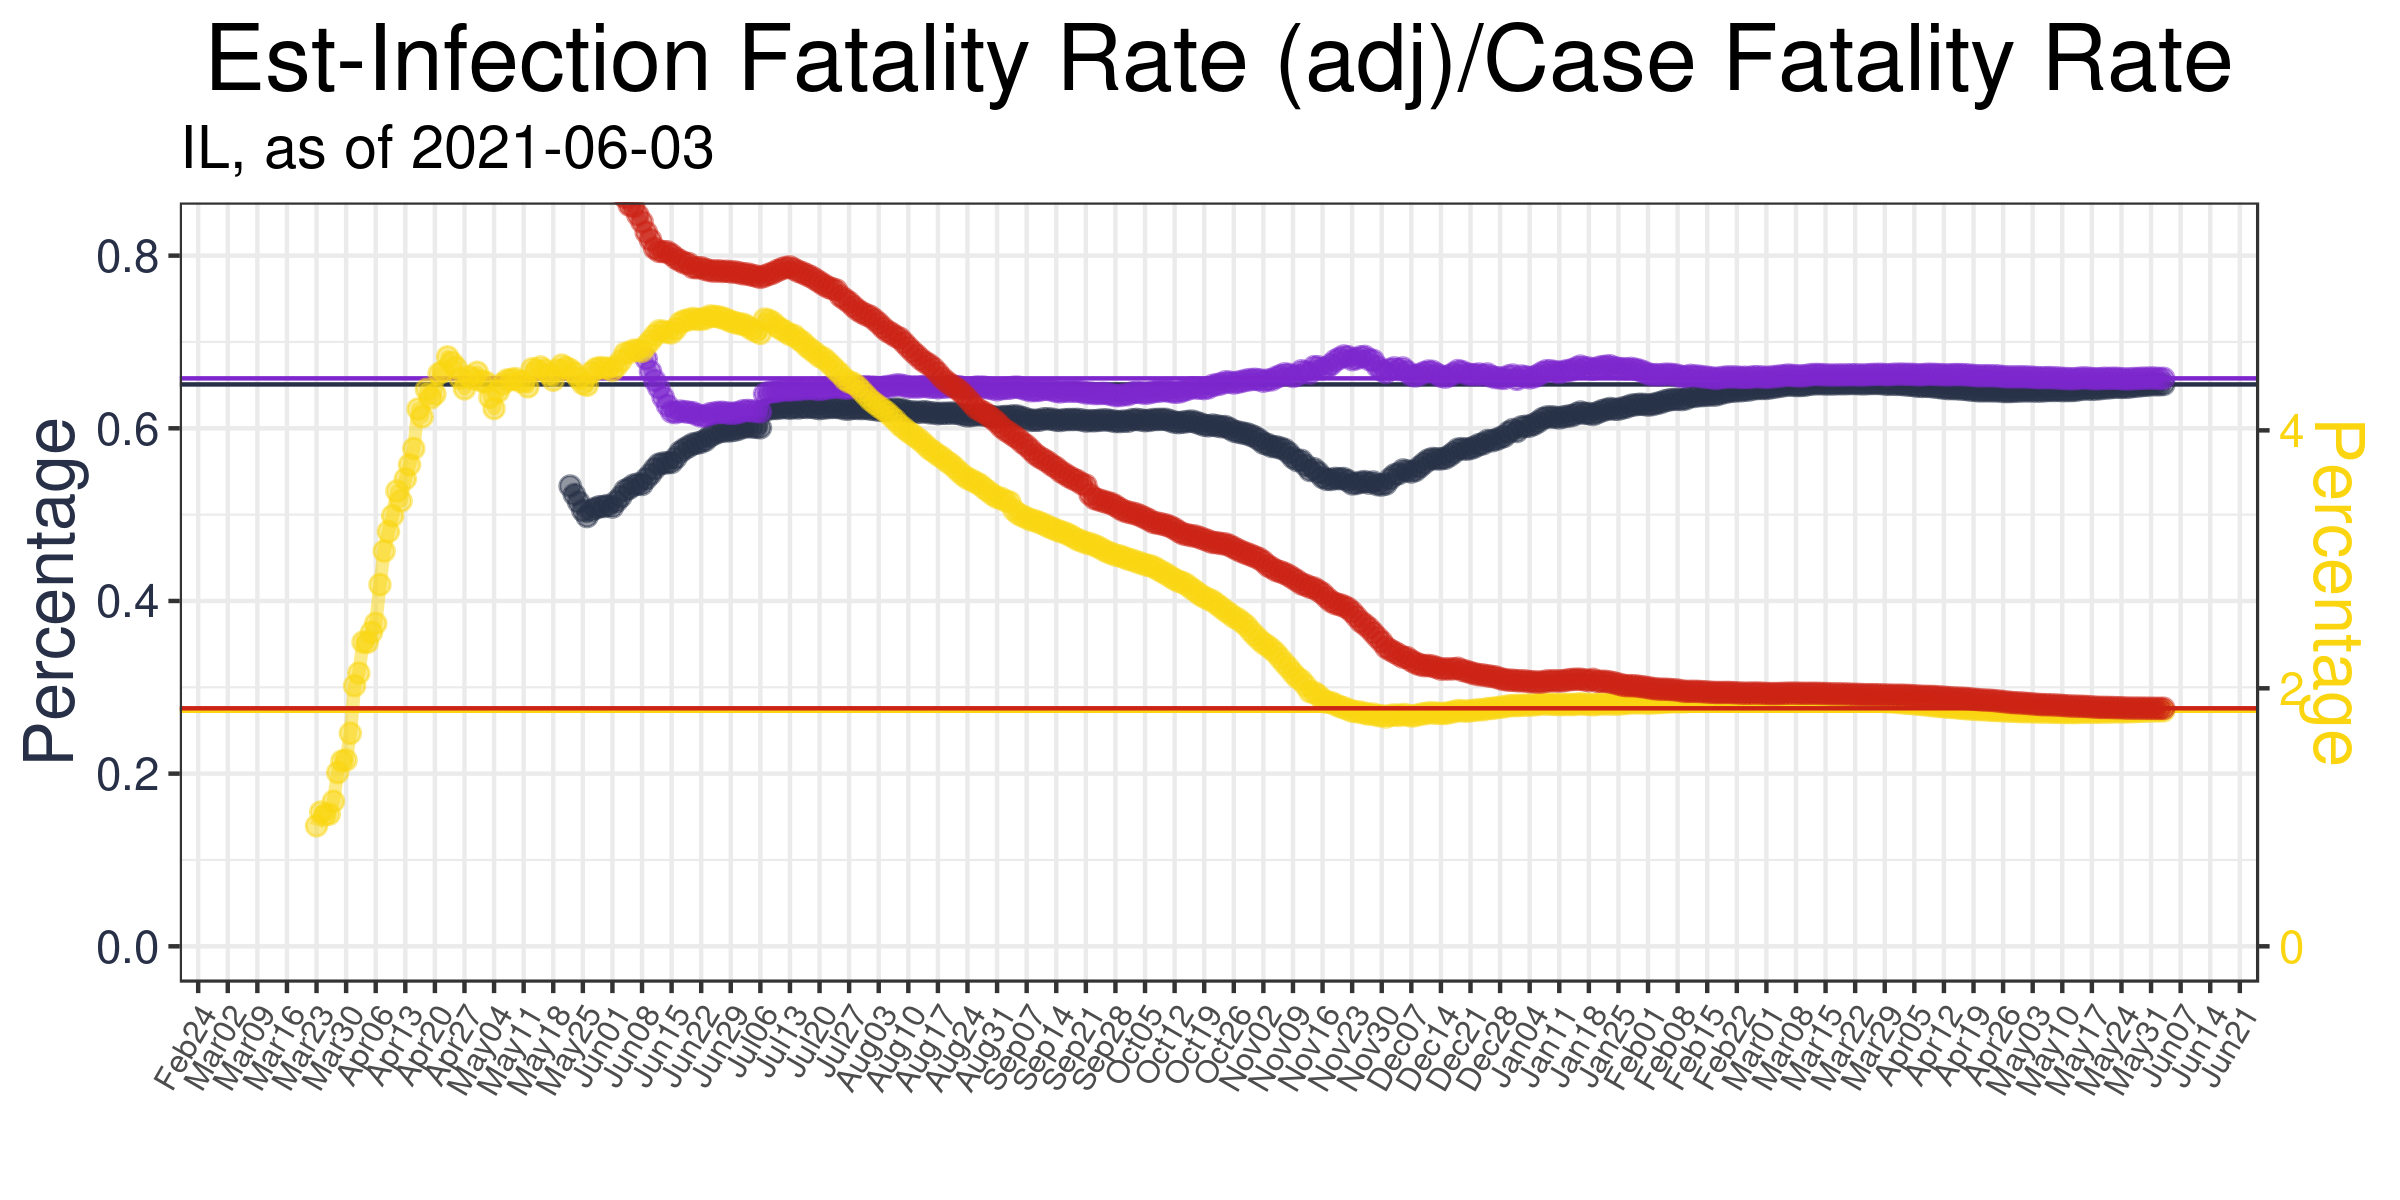 Est-Infection Fatality Rate (adj)/Case Fatality Rate
IL, as of 2021-06-03
Percentage
0.8
0.6
0.4
0.2
0.0
4
2
0
Percentage
Feb24
Mar02
Mar09
Mar16
Mar23
Mar30
Apr06
Apr13
Apr20
Apr27
May04
May11
May18
May25
Jun01
Jun08
Jun15
Jun22
Jun29
Jul06
Jul13
Jul20
Jul27
Aug03
Aug10
Aug17
Aug24
Aug31
Sep07
Sep14
Sep21
Sep28
Oct05
Oct12
Oct19
Oct26
Nov02
Nov09
Nov16
Nov23
Nov30
Dec07
Dec14
Dec21
Dec28
Jan04
Jan11
Jan18
Jan25
Feb01
Feb08
Feb15
Feb22
Mar01
Mar08
Mar15
Mar22
Mar29
Apr05
Apr12
Apr19
Apr26
May03
May10
May17
May24
May31
Jun07
Jun14
Jun21